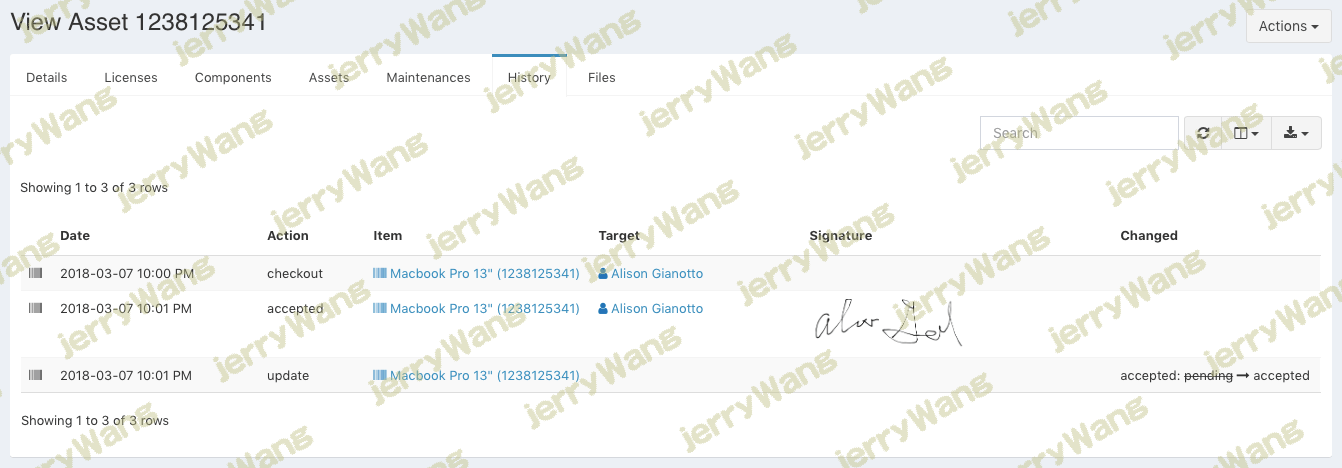 View Asset 1238125341
Actions
Details Licenses Components Assets Maintenances History Files
Search
Showing 1 to 3 of 3 rows
Date Action Item Target Signature Changed
2018-03-07 10:00 PM checkout Macbook Pro 13" (1238125341) Alison Gianotto
2018-03-07 10:01 PM accepted Macbook Pro 13" (1238125341) Alison Gianotto
2018-03-07 10:01 PM update Macbook Pro 13" (1238125341) accepted: pending → accepted
Showing 1 to 3 of 3 rows
jerryWang